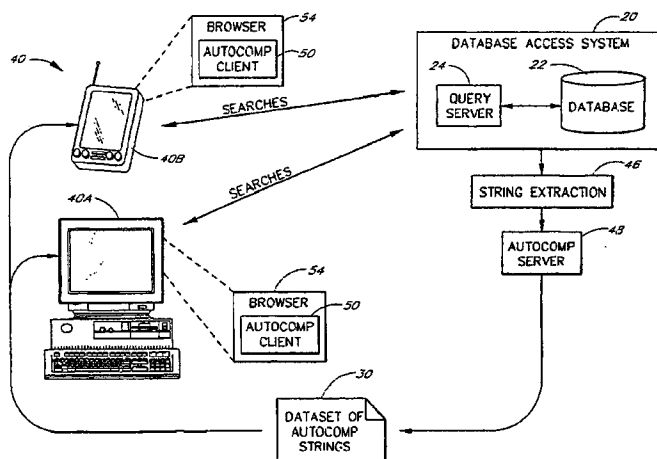 54
BROWSER
AUTOCOMP
CLIENT
50
40
40B
SEARCHES
SEARCHES
20
DATABASE ACCESS SYSTEM
24
22
QUERY
SERVER
DATABASE
46
STRING EXTRACTION
48
AUTOCOMP
SERVER
40A
54
BROWSER
50
AUTOCOMP
CLIENT
30
DATASET OF
AUTOCOMP
STRINGS